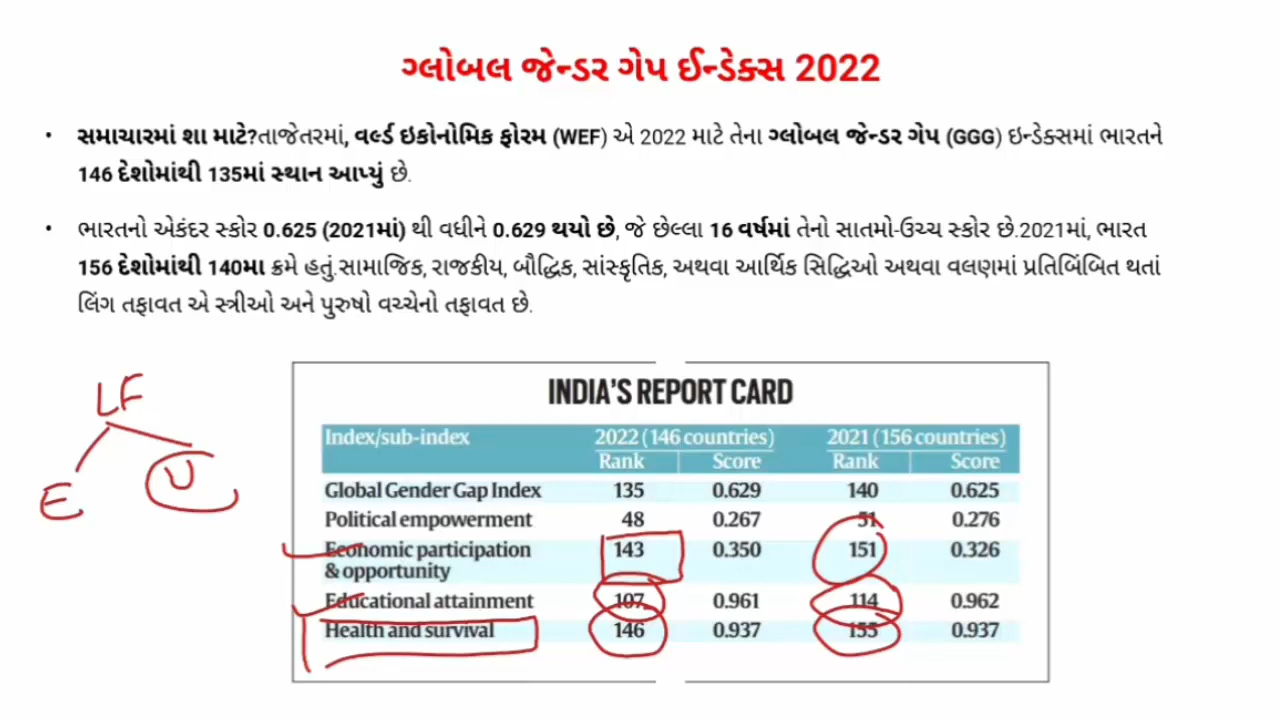 ગ્લોબલ જેન્ડર ગેપ ઈન્ડેક્સ 2022
• સમાચારમાં શા માટે?તાજેતરમાં, વર્લ્ડ ઇકોનોમિક ફોરમ (WEF) એ 2022 માટે તેના ગ્લોબલ જેન્ડર ગેપ (GGG) ઇન્ડેક્સમાં ભારતને
146 દેશોમાંથી 135માં સ્થાન આપ્યું છે.
• ભારતનો એકંદર સ્કોર 0.625 (2021માં) થી વધીને 0.629 થયો છે, જે છેલ્લા 16 વર્ષમાં તેનો સાતમો-ઉચ્ચ સ્કોર છે.2021માં, ભારત
156 દેશોમાંથી 140મા ક્રમે હતું.સામાજિક, રાજકીય, બૌદ્ધિક, સાંસ્કૃતિક, અથવા આર્થિક સિદ્ધિઓ અથવા વલણમાં પ્રતિબિંબિત થતાં
લિંગ તફાવત એ સ્ત્રીઓ અને પુરુષો વચ્ચેનો તફાવત છે.
LF
E U
INDIA'S REPORT CARD
Index/sub-index 2022 (146 countries) 2021 (156 countries)
Rank Score Rank Score
Global Gender Gap Index 135 0.629 140 0.625
Political empowerment 48 0.267 51 0.276
Economic participation 143 0.350 151 0.326
& opportunity
Educational attainment 107 0.961 114 0.962
Health and survival 146 0.937 155 0.937